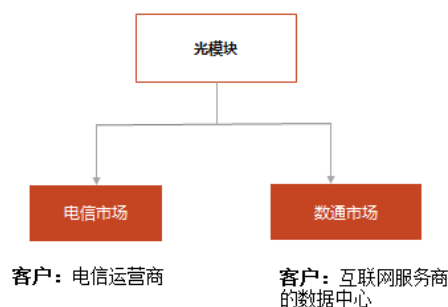 光模块
电信市场
数通市场
客户：电信运营商
客户：互联网服务商
的数据中心